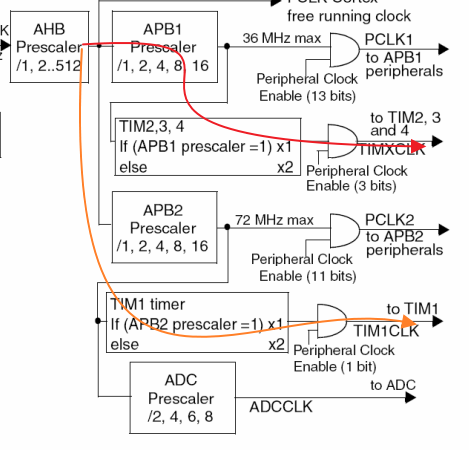 PCLK Cortex
free running clock
K
AHB
Prescaler
/1, 2..512
APB1
Prescaler
/1, 2, 4, 8, 16
36 MHz max
PCLK1
to APB1
peripherals
Peripheral Clock
Enable (13 bits)
TIM2,3, 4
If (APB1 prescaler =1) x1
else x2
to TIM2, 3
and 4
TIMXCLK
Peripheral Clock
Enable (3 bits)
APB2
Prescaler
/1, 2, 4, 8, 16
72 MHz max
PCLK2
to APB2
peripherals
Peripheral Clock
Enable (11 bits)
TIM1 timer
If (APB2 prescaler =1) x1
else x2
to TIM1
TIM1CLK
Peripheral Clock
Enable (1 bit)
ADC
Prescaler
/2, 4, 6, 8
to ADC
ADCCLK